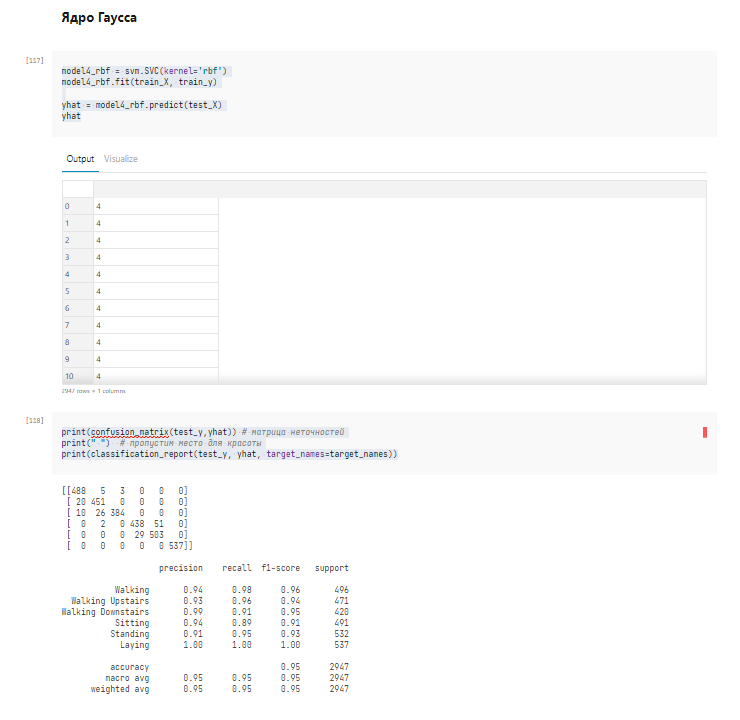 Ядро Гаусса
[117]
model4_rbf = svm.SVC(kernel='rbf')
model4_rbf.fit(train_X, train_y)
yhat = model4_rbf.predict(test_X)
yhat
Output Visualize
0 4
1 4
2 4
3 4
4 4
5 4
6 4
7 4
8 4
9 4
10 4
2947 rows × 1 columns
[118]
print(confusion_matrix(test_y,yhat)) # матрица неточностей
print(" ") # пропустим место для красоты
print(classification_report(test_y, yhat, target_names=target_names))
[[488 5 3 0 0 0]
[ 20 451 0 0 0 0]
[ 10 26 384 0 0 0]
[ 0 2 0 438 51 0]
[ 0 0 0 29 503 0]
[ 0 0 0 0 0 537]]
precision recall f1-score support
Walking 0.94 0.98 0.96 496
Walking Upstairs 0.93 0.96 0.94 471
Walking Downstairs 0.99 0.91 0.95 420
Sitting 0.94 0.89 0.91 491
Standing 0.91 0.95 0.93 532
Laying 1.00 1.00 1.00 537
accuracy 0.95 2947
macro avg 0.95 0.95 0.95 2947
weighted avg 0.95 0.95 0.95 2947